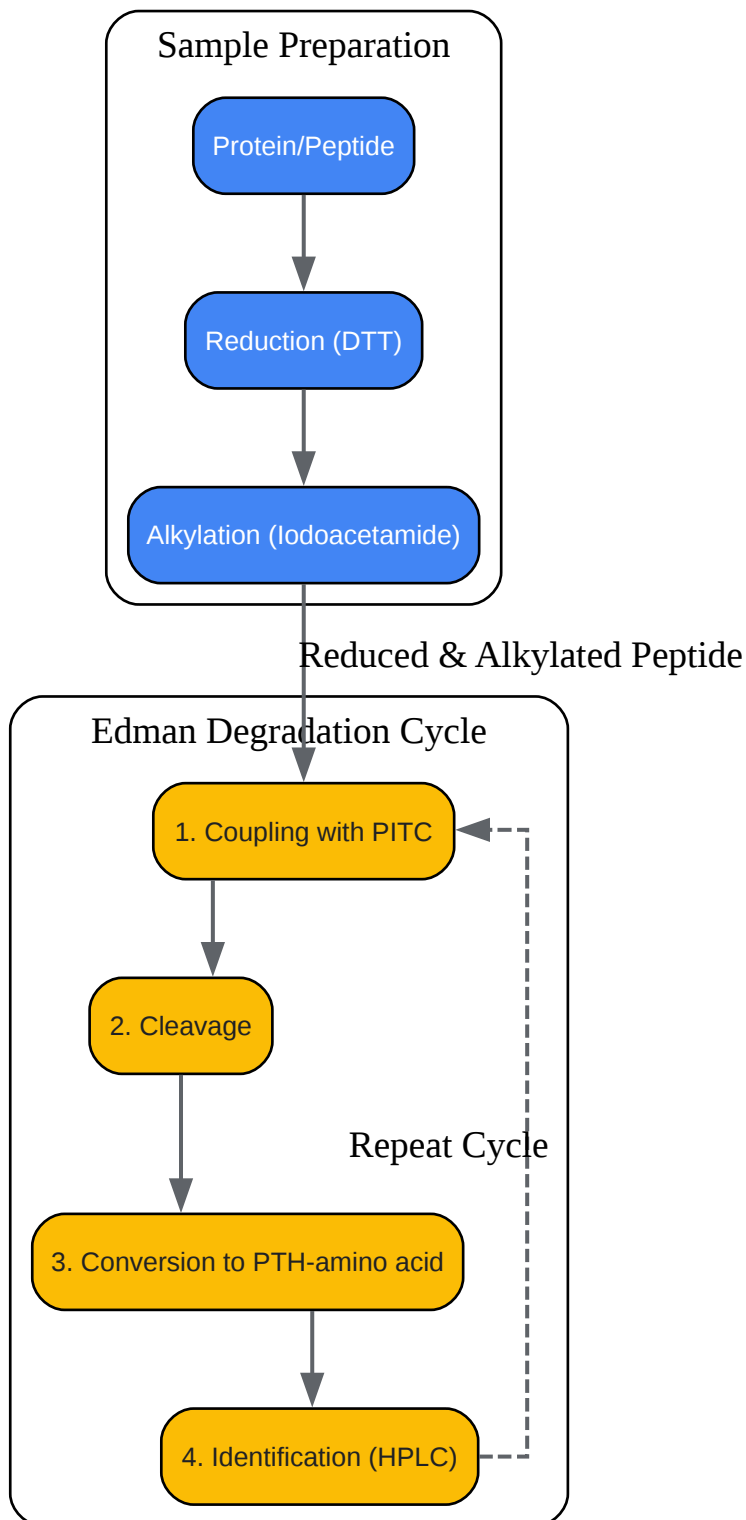 Sample Preparation
Protein/Peptide
Reduction (DTT)
Alkylation (Iodoacetamide)
Reduced & Alkylated Peptide
Edman Degradation Cycle
1. Coupling with PITC
2. Cleavage
Repeat Cycle
3. Conversion to PTH-amino acid
4. Identification (HPLC)